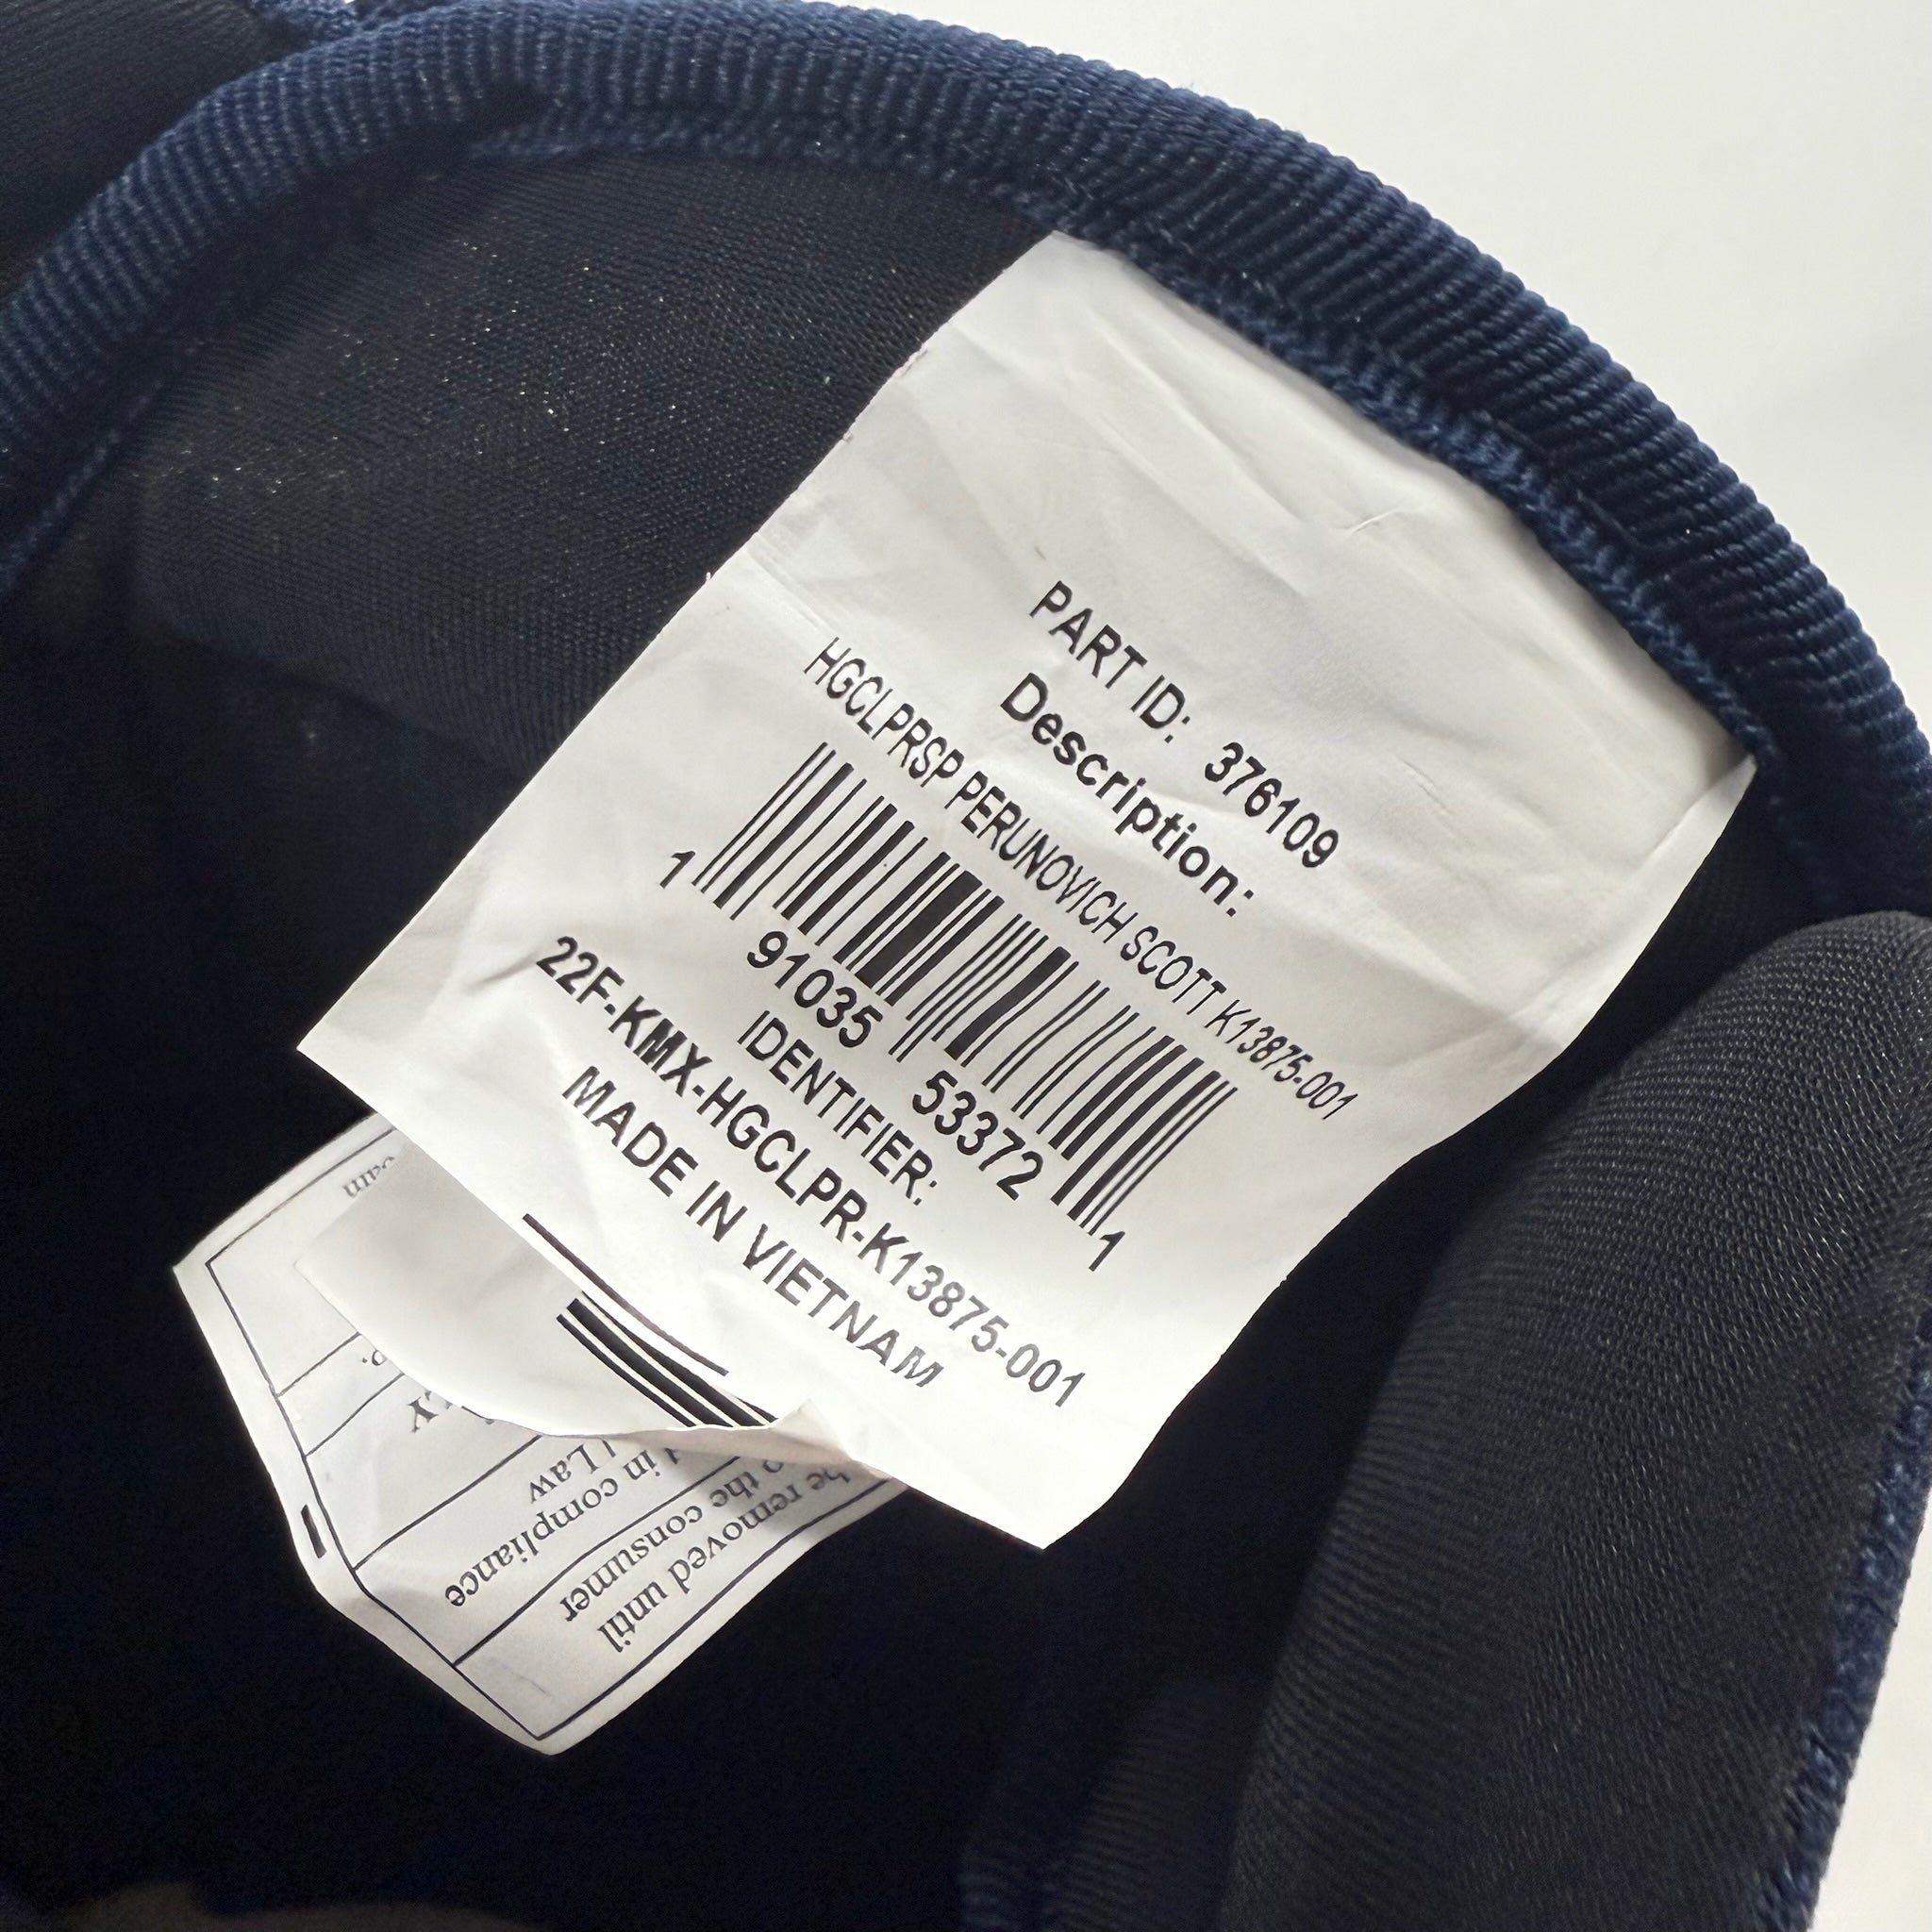 PART ID: 376109
Description:
HGCLPRSP PERUNOVICH SCOTT K13875-001
1 91035 53372 1
IDENTIFIER:
22F-KMX-HGCLPR-K13875-001
MADE IN VIETNAM
be removed until
the consumer
in compliance
Law